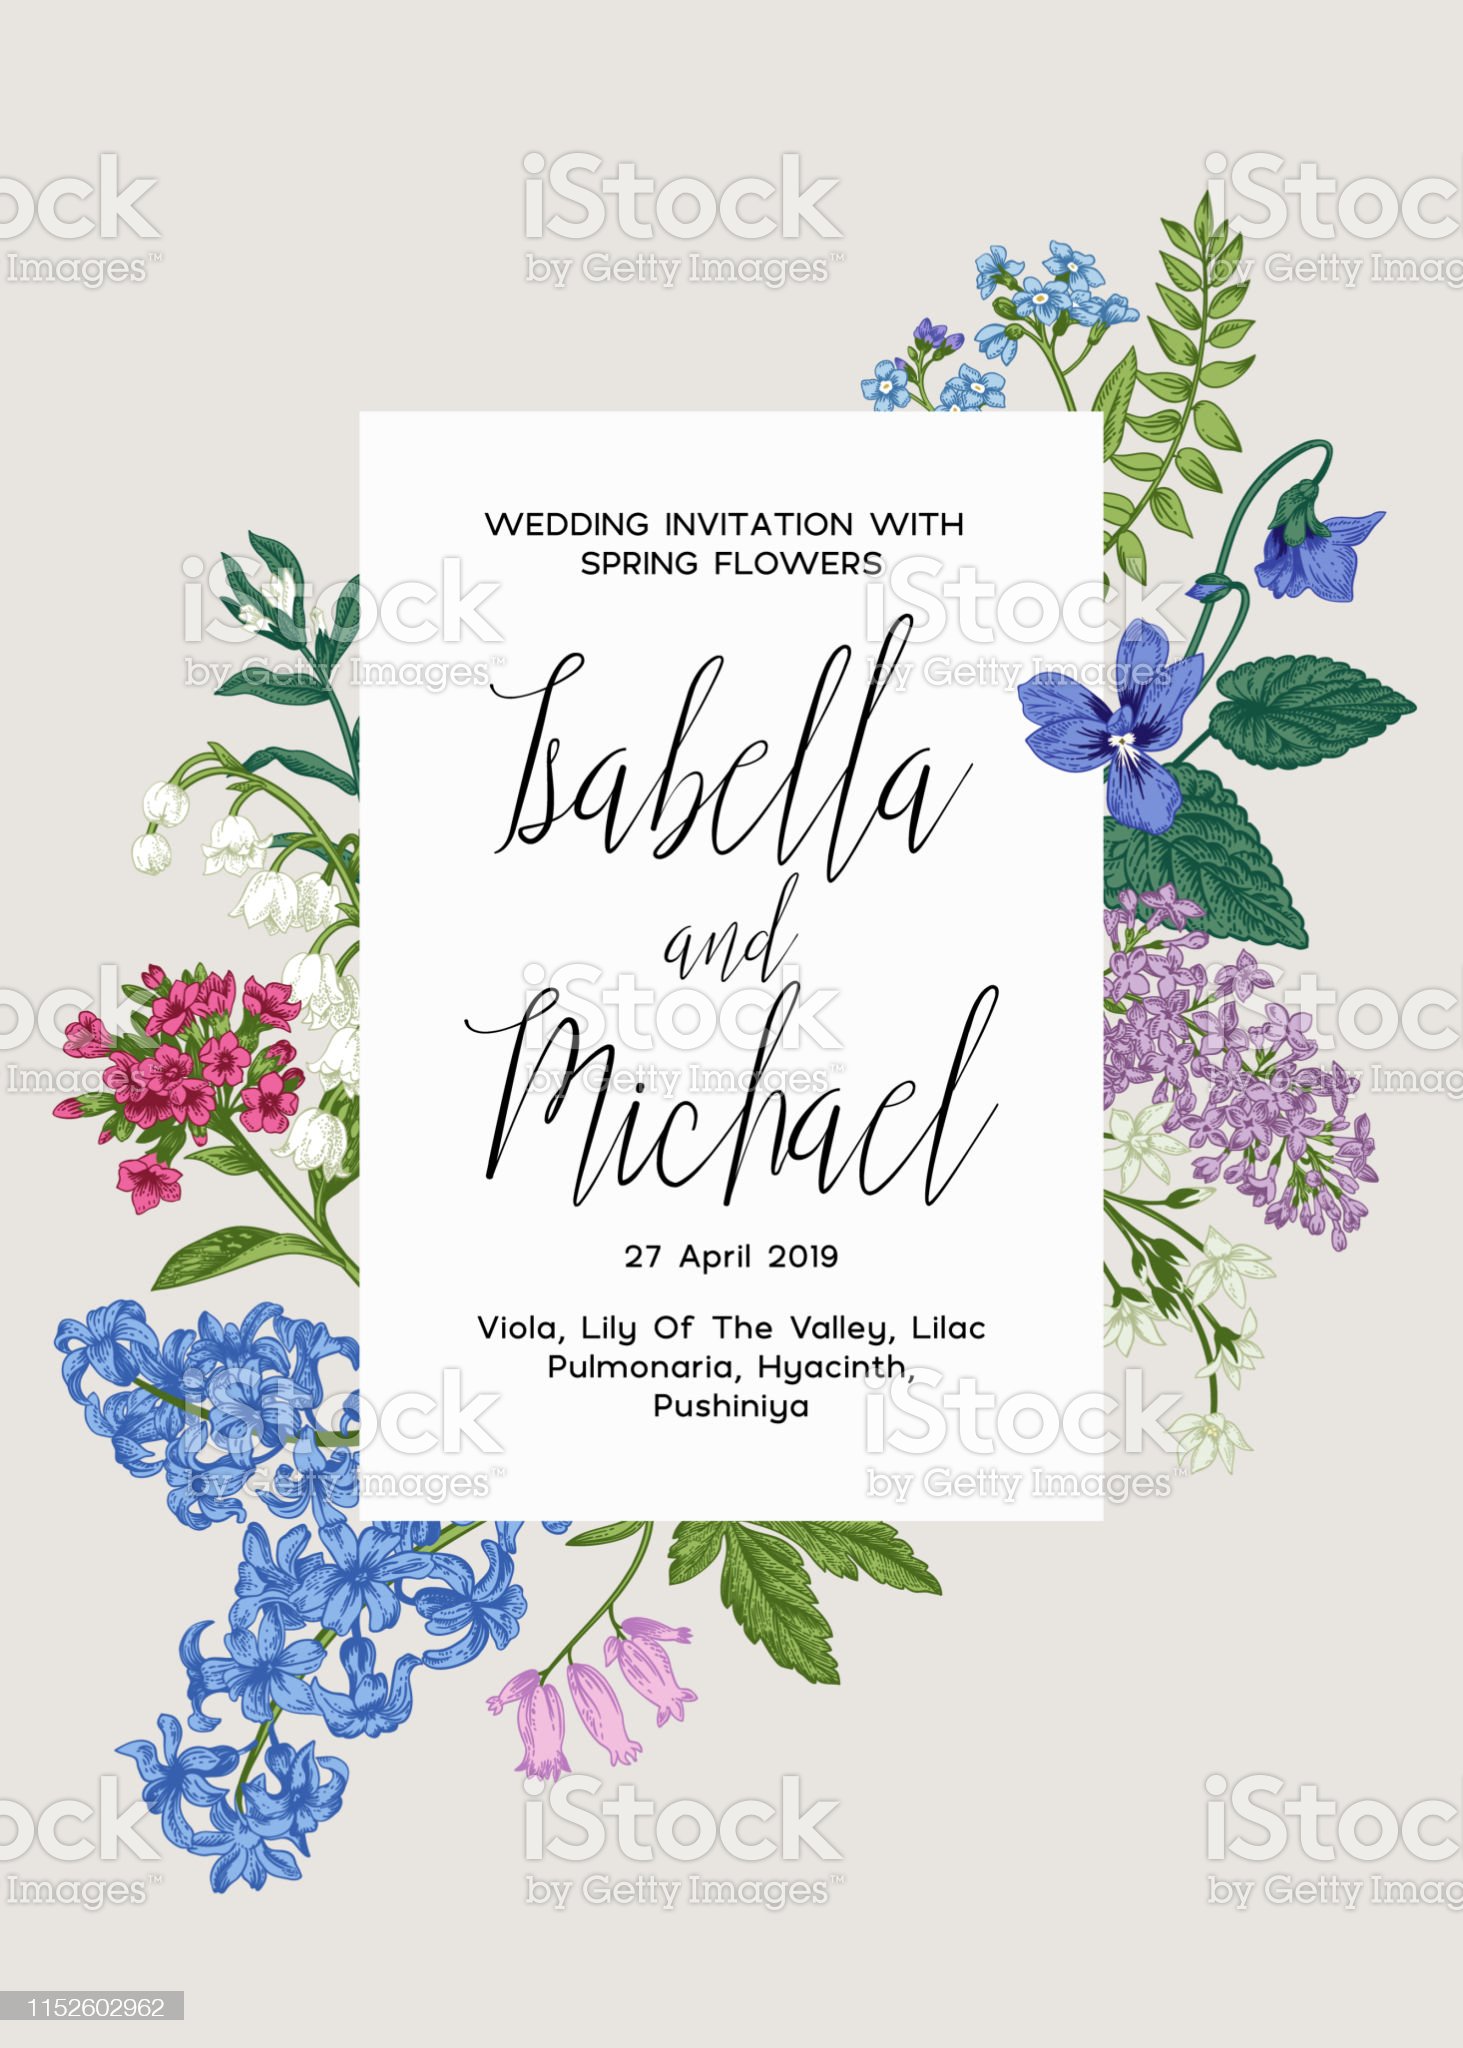 iStock
by Getty Images™
WEDDING INVITATION WITH
SPRING FLOWERS
Isabella
and
Michael
27 April 2019
Viola, Lily Of The Valley, Lilac
Pulmonaria, Hyacinth,
Pushiniya
1152602962